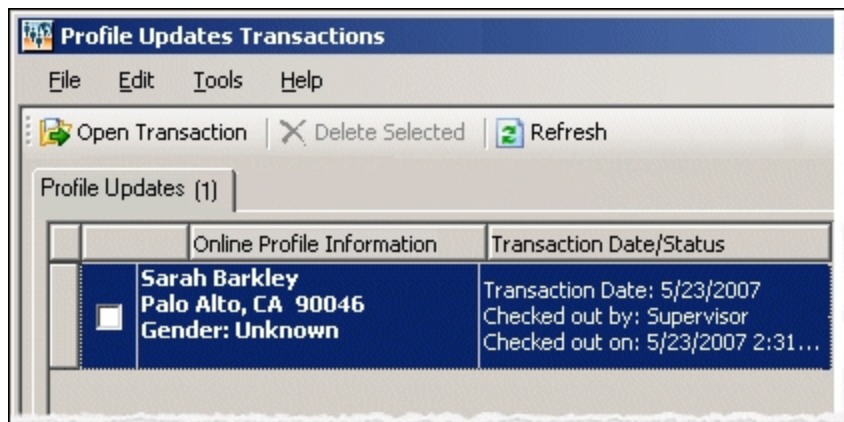 Profile Updates Transactions
File Edit Tools Help
Open Transaction Delete Selected Refresh
Profile Updates (1)
Online Profile Information Transaction Date/Status
Sarah Barkley
Palo Alto, CA 90046
Gender: Unknown
Transaction Date: 5/23/2007
Checked out by: Supervisor
Checked out on: 5/23/2007 2:31...